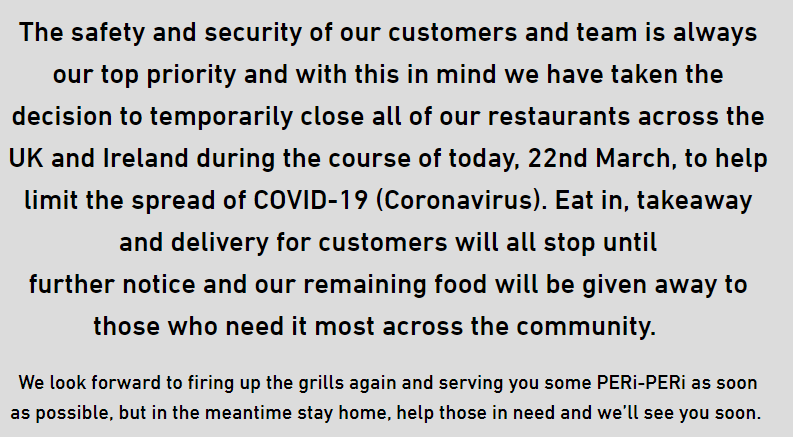 The safety and security of our customers and team is always
our top priority and with this in mind we have taken the
decision to temporarily close all of our restaurants across the
UK and Ireland during the course of today, 22nd March, to help
limit the spread of COVID-19 (Coronavirus). Eat in, takeaway
and delivery for customers will all stop until
further notice and our remaining food will be given away to
those who need it most across the community.
We look forward to firing up the grills again and serving you some PERi-PERi as soon
as possible, but in the meantime stay home, help those in need and we'll see you soon.